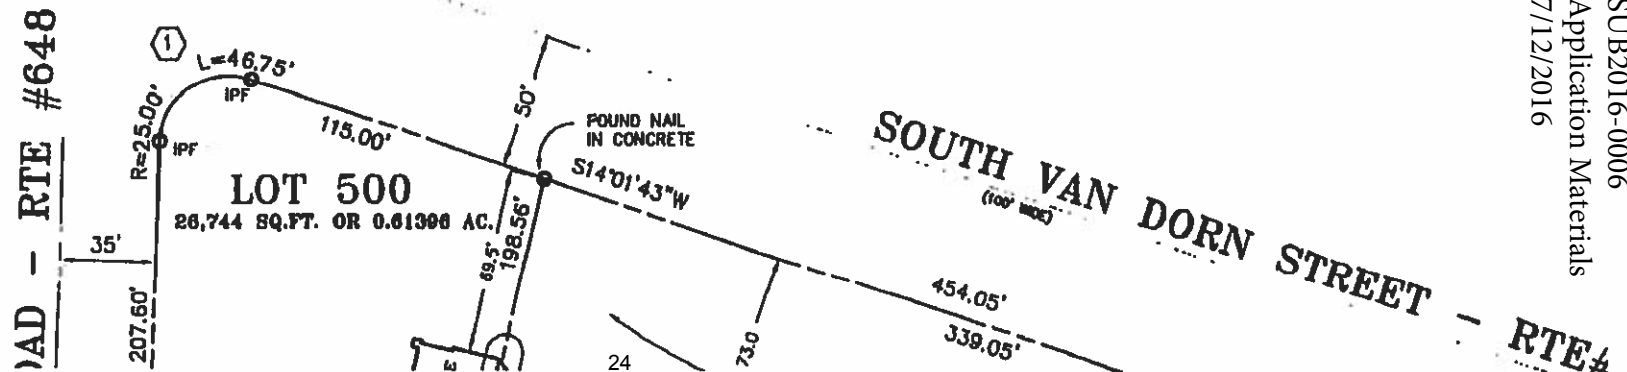 )AD - RTE #648
1
L=46.75'
IPF
R=25.00'
IPF
115.00'
50'
FOUND NAIL
IN CONCRETE
S14°01'43"W
LOT 500
26,744 SQ.FT. OR 0.61396 AC.
35'
207.60'
69.5'
198.56'
SOUTH VAN DORN STREET - RTE#
(100' WIDE)
454.05'
339.05'
73.0
24
SUB2016-0006
Application Materials
7/12/2016